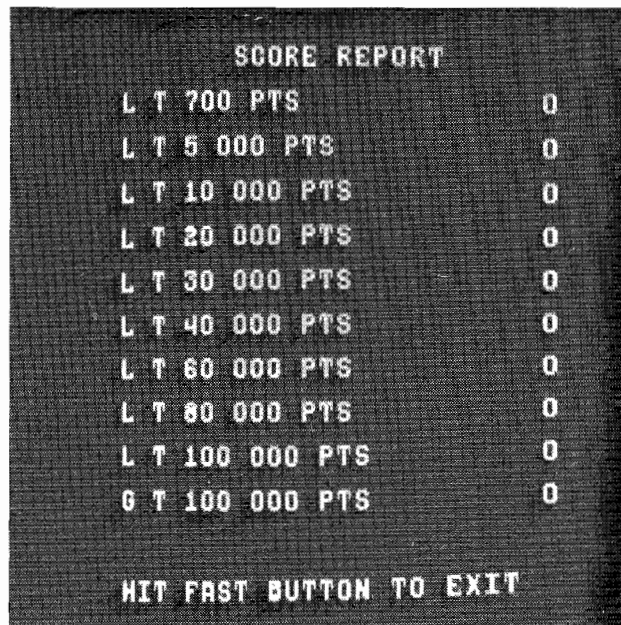 SCORE REPORT
L T 700 PTS 0
L T 5 000 PTS 0
L T 10 000 PTS 0
L T 20 000 PTS 0
L T 30 000 PTS 0
L T 40 000 PTS 0
L T 60 000 PTS 0
L T 80 000 PTS 0
L T 100 000 PTS 0
G T 100 000 PTS 0
HIT FAST BUTTON TO EXIT